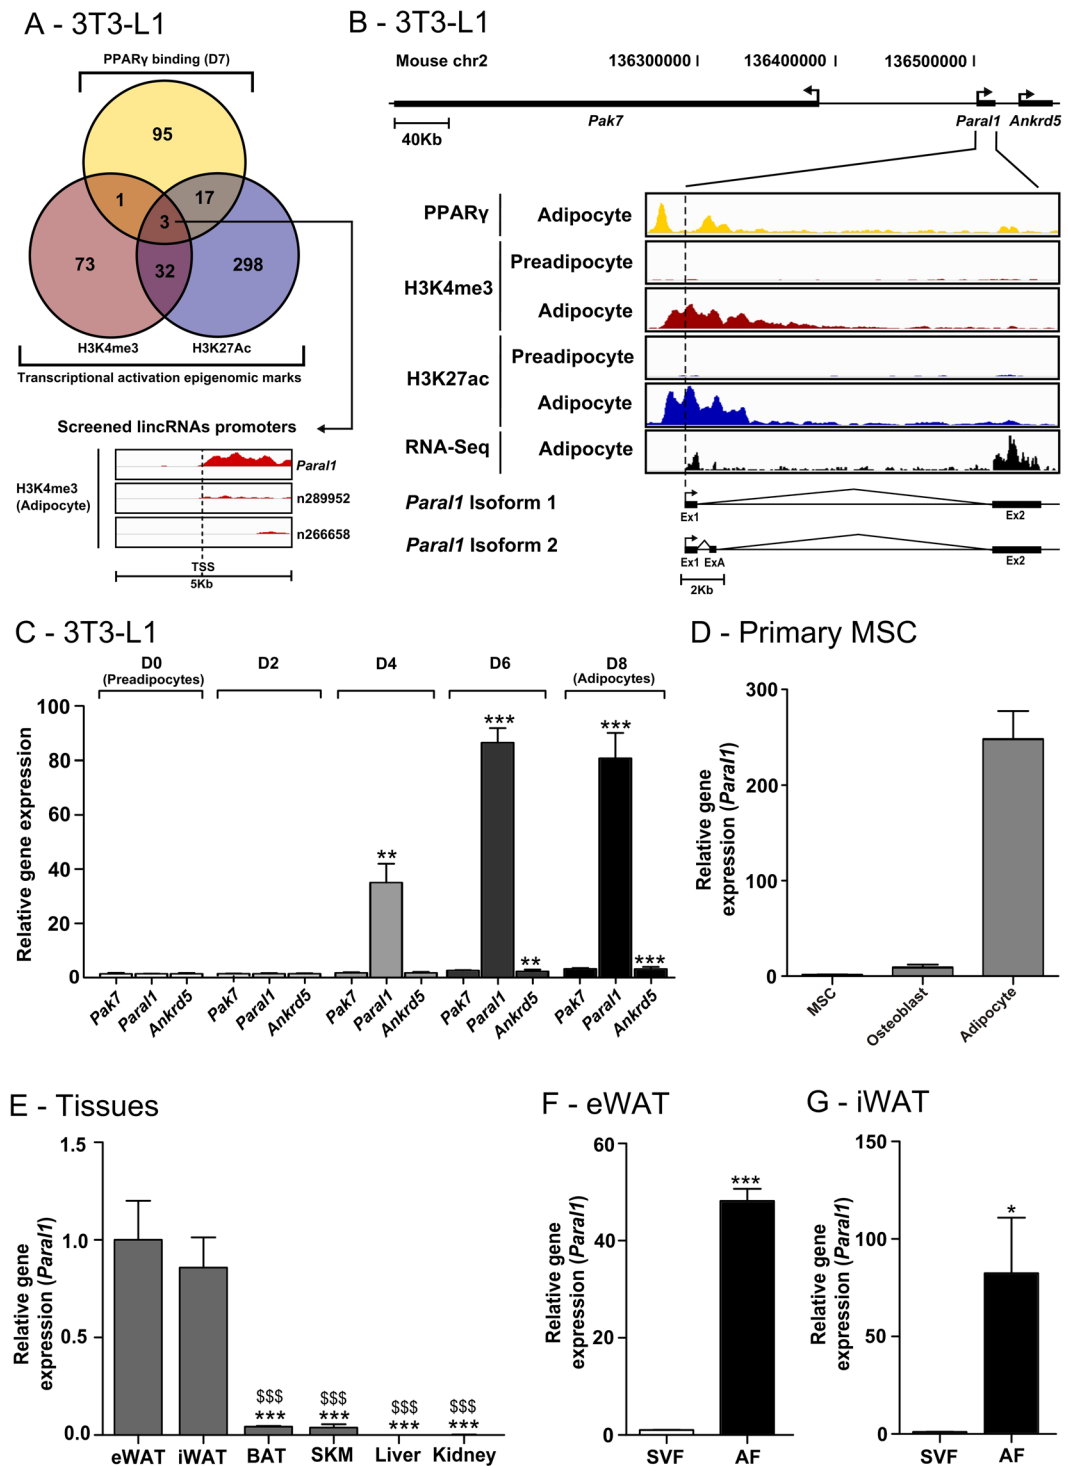 A - 3T3-L1
PPARγ binding (D7)
95
1
17
3
73
32
298
H3K4me3
H3K27Ac
Transcriptional activation epigenomic marks
Screened lincRNAs promoters
H3K4me3
(Adipocyte)
Paral1
n289952
n266658
TSS
5Kb
B - 3T3-L1
Mouse chr2
136300000
136400000
136500000
40Kb
Pak7
Paral1
Ankrd5
PPARγ
Adipocyte
H3K4me3
Preadipocyte
Adipocyte
H3K27ac
Preadipocyte
Adipocyte
RNA-Seq
Adipocyte
Paral1 Isoform 1
Ex1
Ex2
Paral1 Isoform 2
Ex1
ExA
Ex2
2Kb
C - 3T3-L1
D0
(Preadipocytes)
D2
D4
D6
D8
(Adipocytes)
Relative gene expression
100
80
60
40
20
0
**
***
**
***
***
Pak7
Paral1
Ankrd5
Pak7
Paral1
Ankrd5
Pak7
Paral1
Ankrd5
Pak7
Paral1
Ankrd5
Pak7
Paral1
Ankrd5
D - Primary MSC
Relative gene
expression (Paral1)
300
200
100
0
MSC
Osteoblast
Adipocyte
E - Tissues
Relative gene
expression (Paral1)
1.5
1.0
0.5
0.0
$$$
***
$$$
***
$$$
***
$$$
***
eWAT
iWAT
BAT
SKM
Liver
Kidney
F - eWAT
Relative gene
expression (Paral1)
60
40
20
0
***
SVF
AF
G - iWAT
Relative gene
expression (Paral1)
150
100
50
0
*
SVF
AF